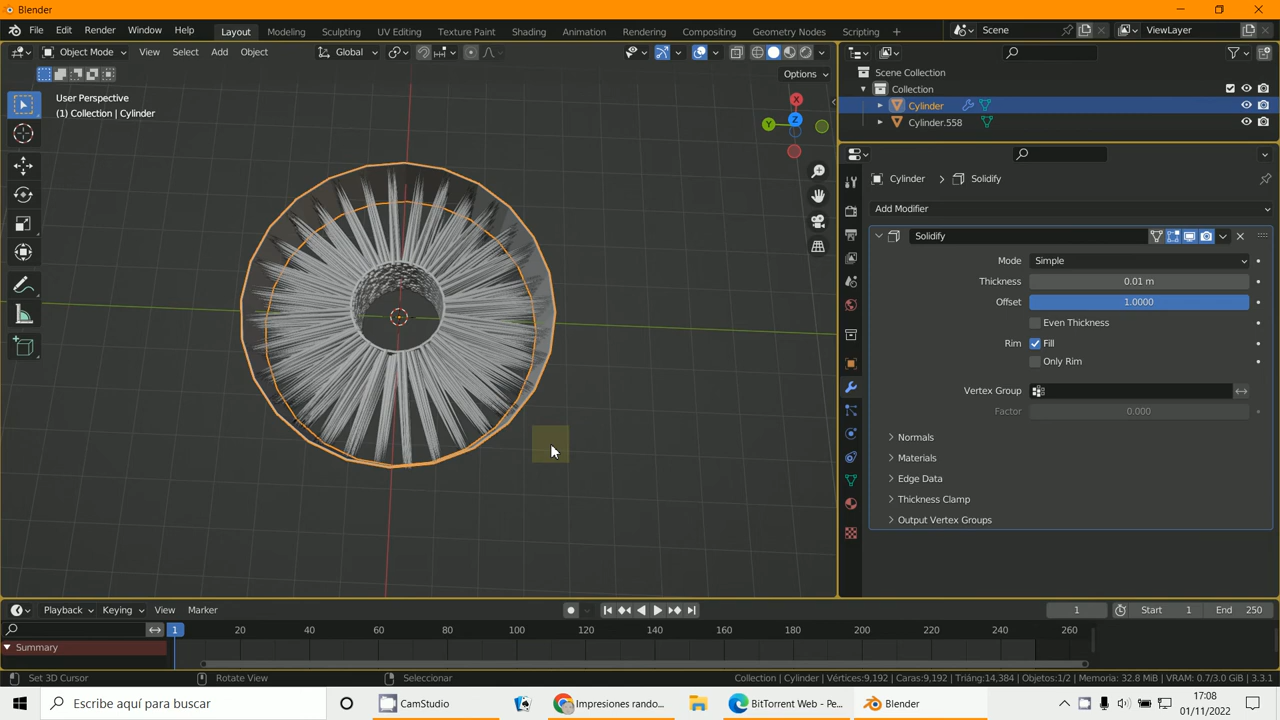 Blender
File Edit Render Window Help Layout Modeling Sculpting UV Editing Texture Paint Shading Animation Compositing Geometry Nodes Scripting + Scene ViewLayer
Object Mode View Select Add Object Global
Options
User Perspective
(1) Collection | Cylinder
X
Y
Z
Scene Collection
Collection
Cylinder
Cylinder.558
Cylinder > Solidify
Add Modifier
Solidify
Mode Simple
Thickness 0.01 m
Offset 1.0000
Even Thickness
Rim Fill
Only Rim
Vertex Group
Factor 0.000
Normals
Materials
Edge Data
Thickness Clamp
Output Vertex Groups
Playback Keying View Marker 1 Start 1 End 250
1 20 40 60 80 100 120 140 160 180 200 220 240 260
Summary
Set 3D Cursor Rotate View Seleccionar Collection | Cylinder | Vértices:9,192 | Caras:9,192 | Triáng:14,384 | Objetos:1/2 | Memoria: 32.8 MiB | VRAM: 0.7/3.0 GiB | 3.3.1
Escribe aquí para buscar CamStudio Impresiones rando... BitTorrent Web - Pe... Blender 17:08
01/11/2022